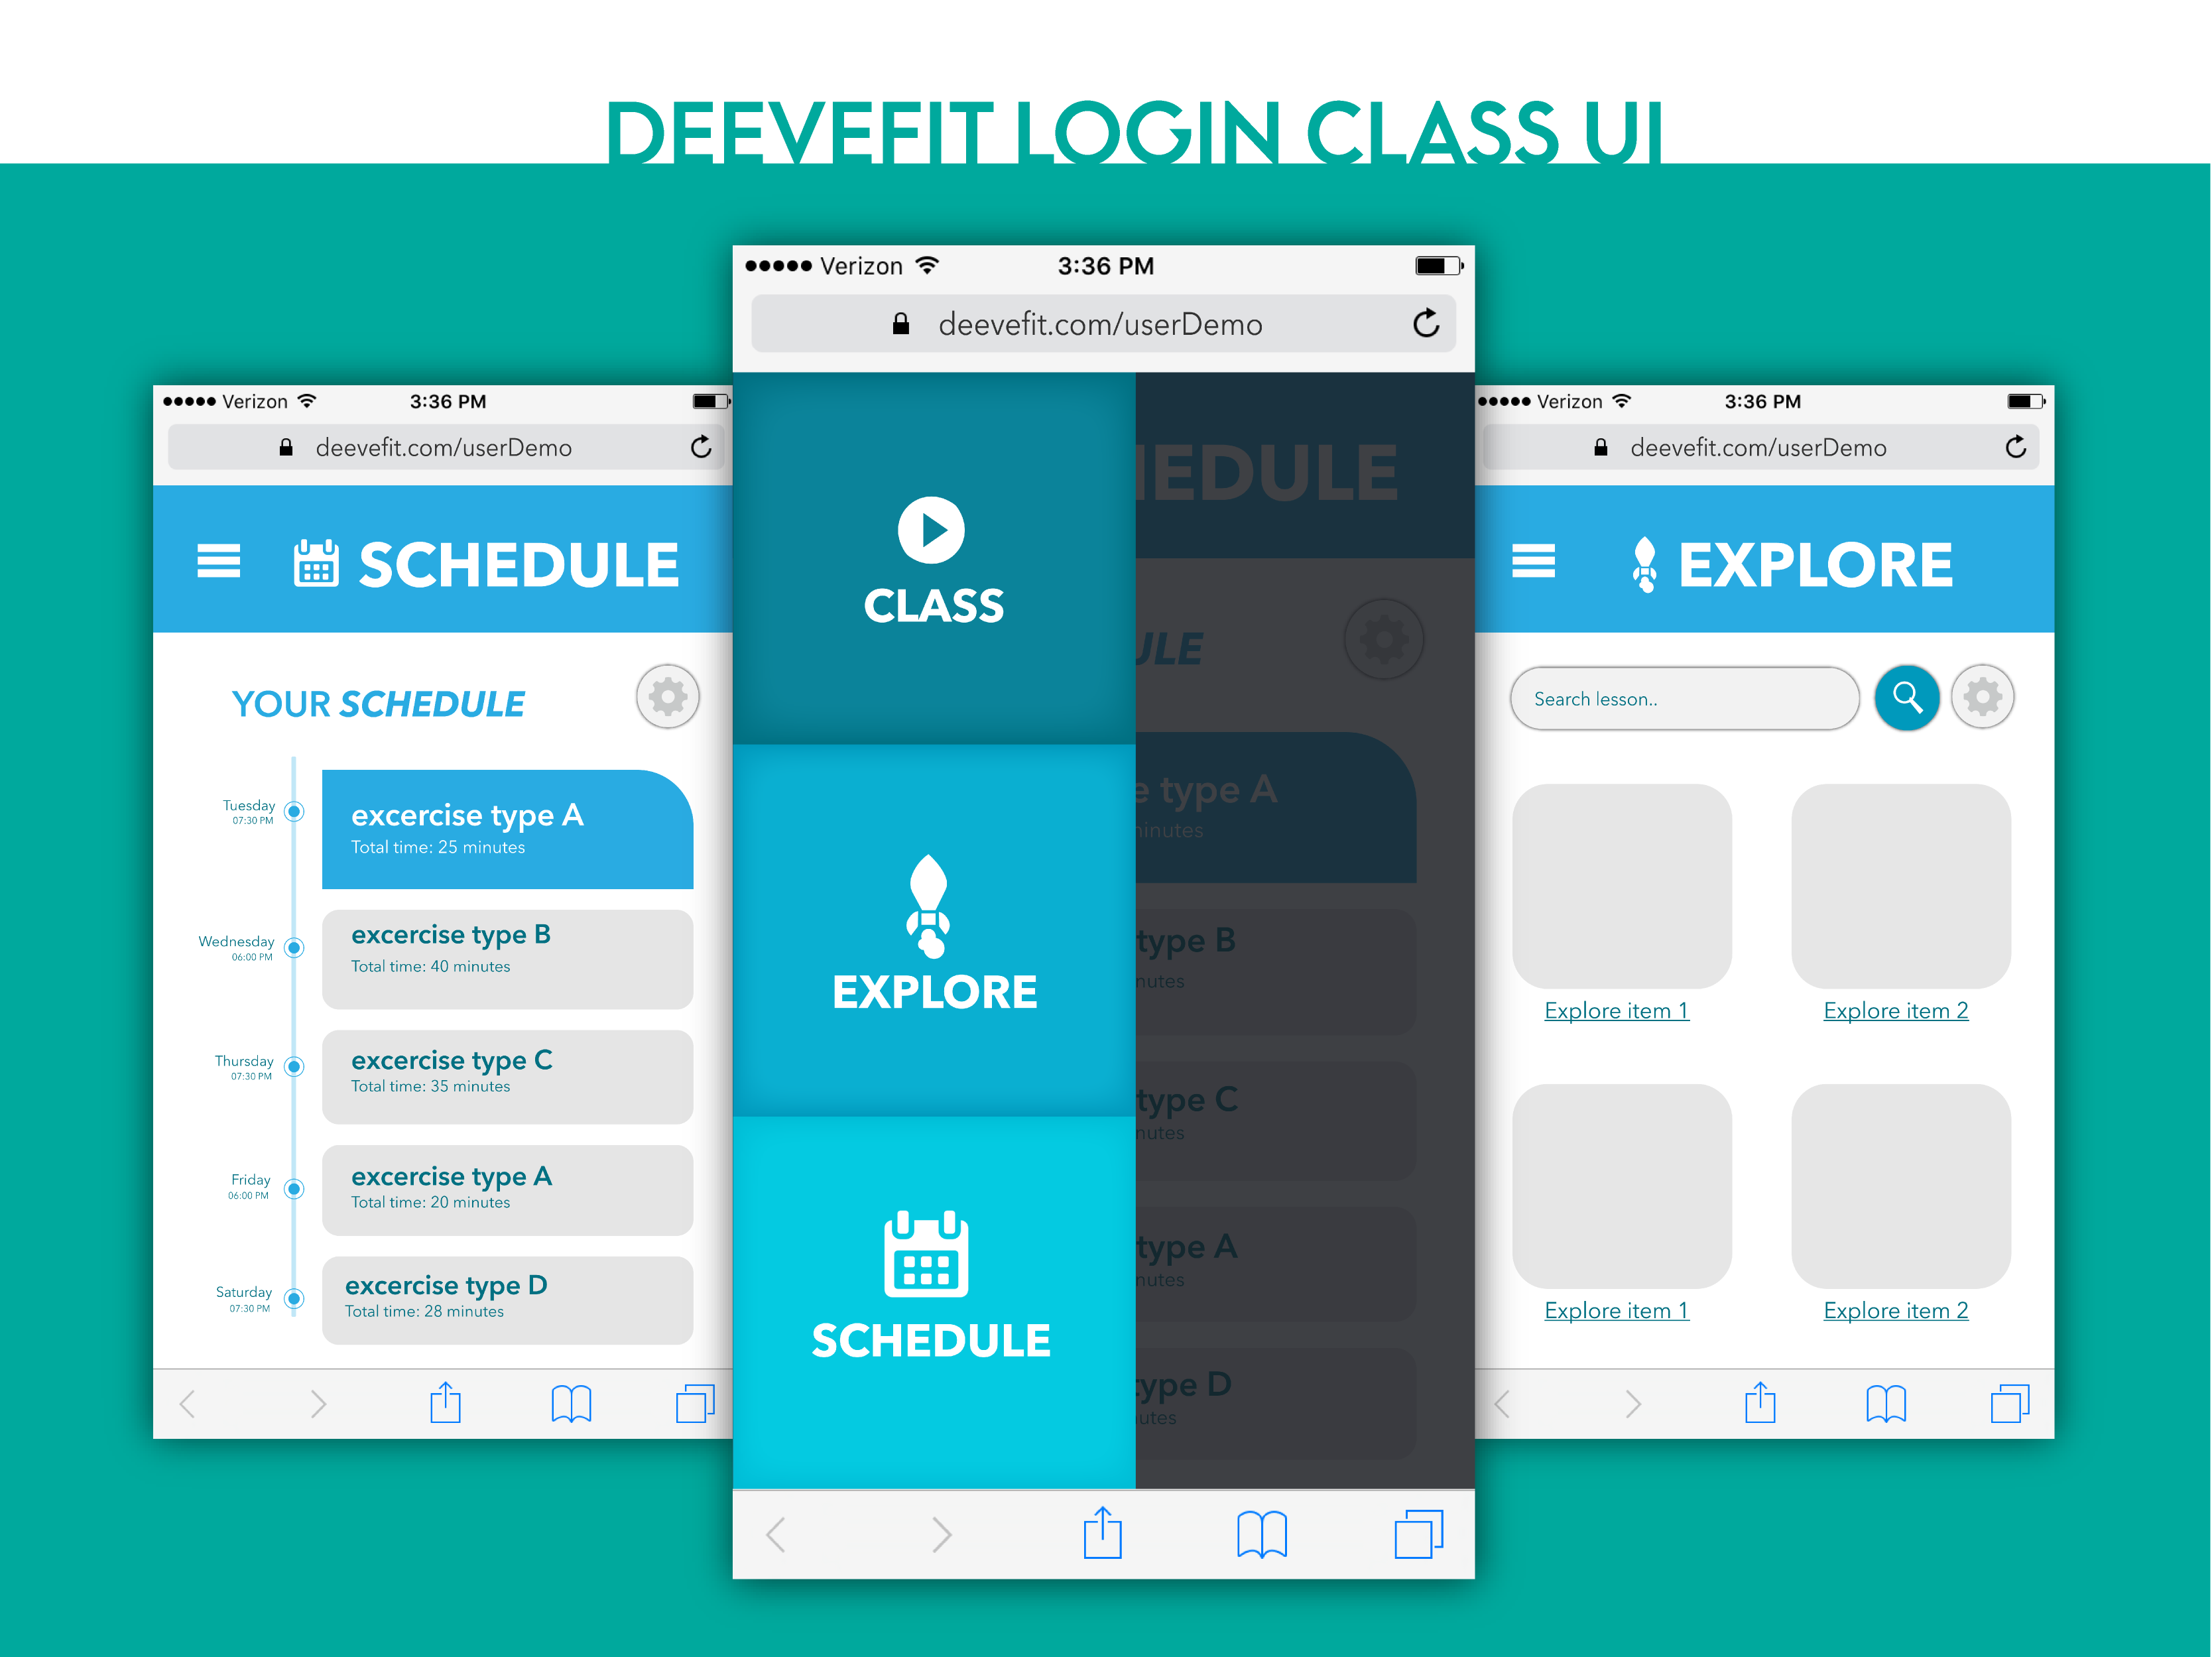 DEEVEFIT LOGIN CLASS UI
Verizon 3:36 PM
deevefit.com/userDemo
SCHEDULE
YOUR SCHEDULE
Tuesday
07:30 PM
excercise type A
Total time: 25 minutes
Wednesday
06:00 PM
excercise type B
Total time: 40 minutes
Thursday
07:30 PM
excercise type C
Total time: 35 minutes
Friday
06:00 PM
excercise type A
Total time: 20 minutes
Saturday
07:30 PM
excercise type D
Total time: 28 minutes
Verizon 3:36 PM
deevefit.com/userDemo
CLASS
EXPLORE
SCHEDULE
HEDULE
ULE
e type A
minutes
type B
nutes
type C
nutes
type A
nutes
type D
utes
Verizon 3:36 PM
deevefit.com/userDemo
EXPLORE
Search lesson..
Explore item 1
Explore item 2
Explore item 1
Explore item 2